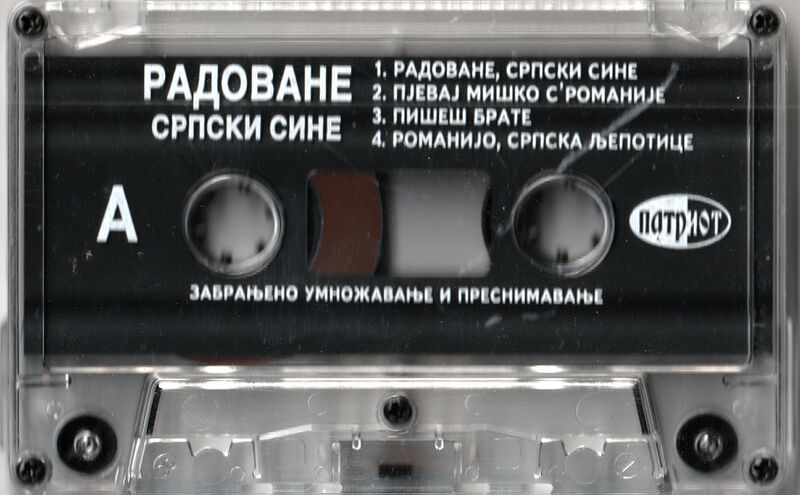 РАДОВАНЕ
СРПСКИ СИНЕ
1. РАДОВАНЕ, СРПСКИ СИНЕ
2. ПЈЕВАЈ МИШКО С'РОМАНИЈЕ
3. ПИШЕШ БРАТЕ
4. РОМАНИЈО, СРПСКА ЉЕПОТИЦЕ
А
ПАТРИОТ
ЗАБРАЊЕНО УМНОЖАВАЊЕ И ПРЕСНИМАВАЊЕ